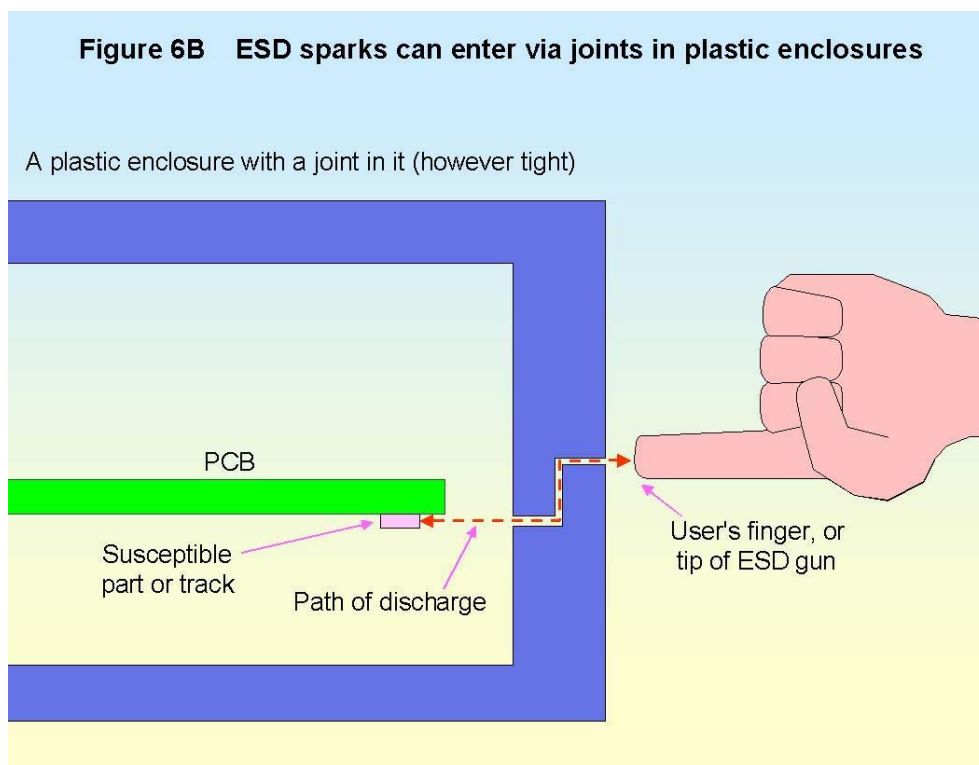 Figure 6B    ESD sparks can enter via joints in plastic enclosures
A plastic enclosure with a joint in it (however tight)
PCB
Susceptible
part or track
Path of discharge
User's finger, or
tip of ESD gun